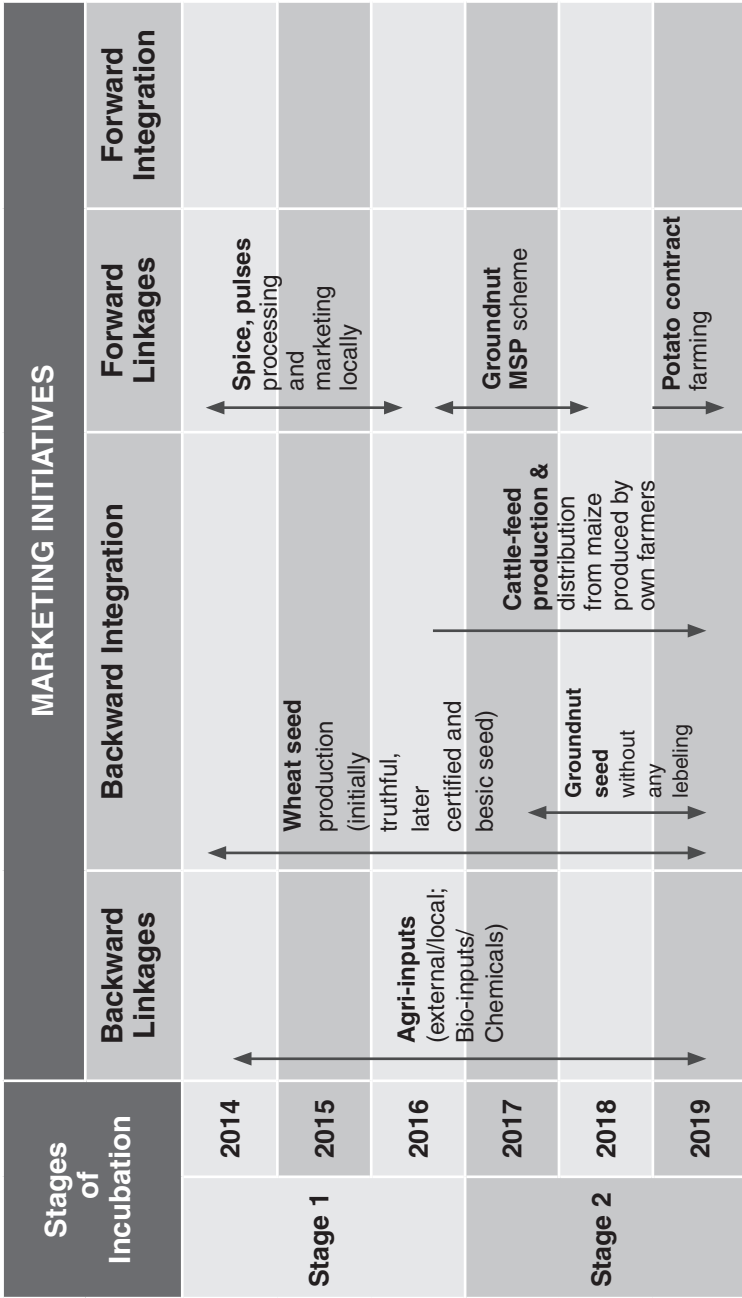 MARKETING INITIATIVES
Stages
of
Incubation
Backward
Linkages
Backward Integration
Forward
Linkages
Forward
Integration
Stage 1
2014
2015
2016
Stage 2
2017
2018
2019
Agri-inputs
(external/local;
Bio-inputs/
Chemicals)
Wheat seed
production
(initially
truthful,
later
certified and
besic seed)
Groundnut
seed
without
any
lebeling
Cattle-feed
production &
distribution
from maize
produced by
own farmers
Spice, pulses
processing
and
marketing
locally
Groundnut
MSP scheme
Potato contract
farming